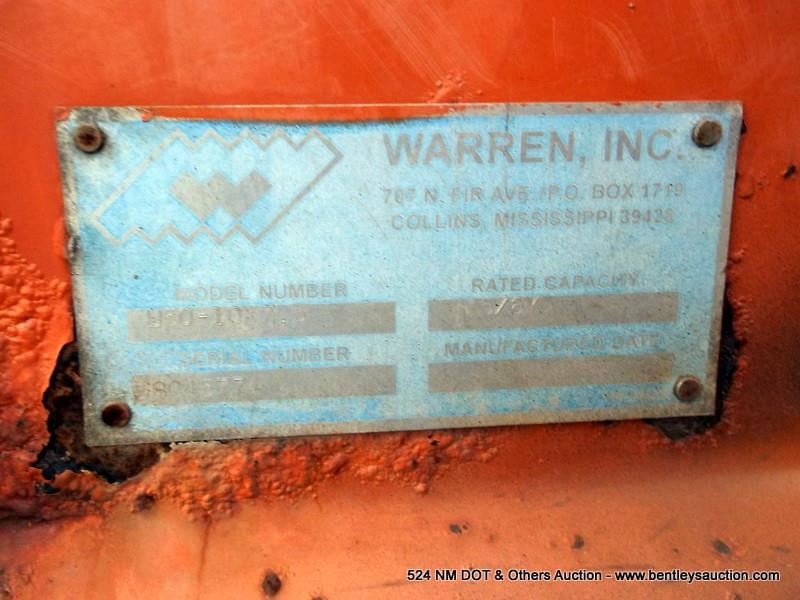 WARREN, INC.
707 N. FIR AVE. /P.O. BOX 1719
COLLINS, MISSISSIPPI 39428
MODEL NUMBER
RATED CAPACITY
SERIAL NUMBER
MANUFACTURED DATE
524 NM DOT & Others Auction - www.bentleysauction.com